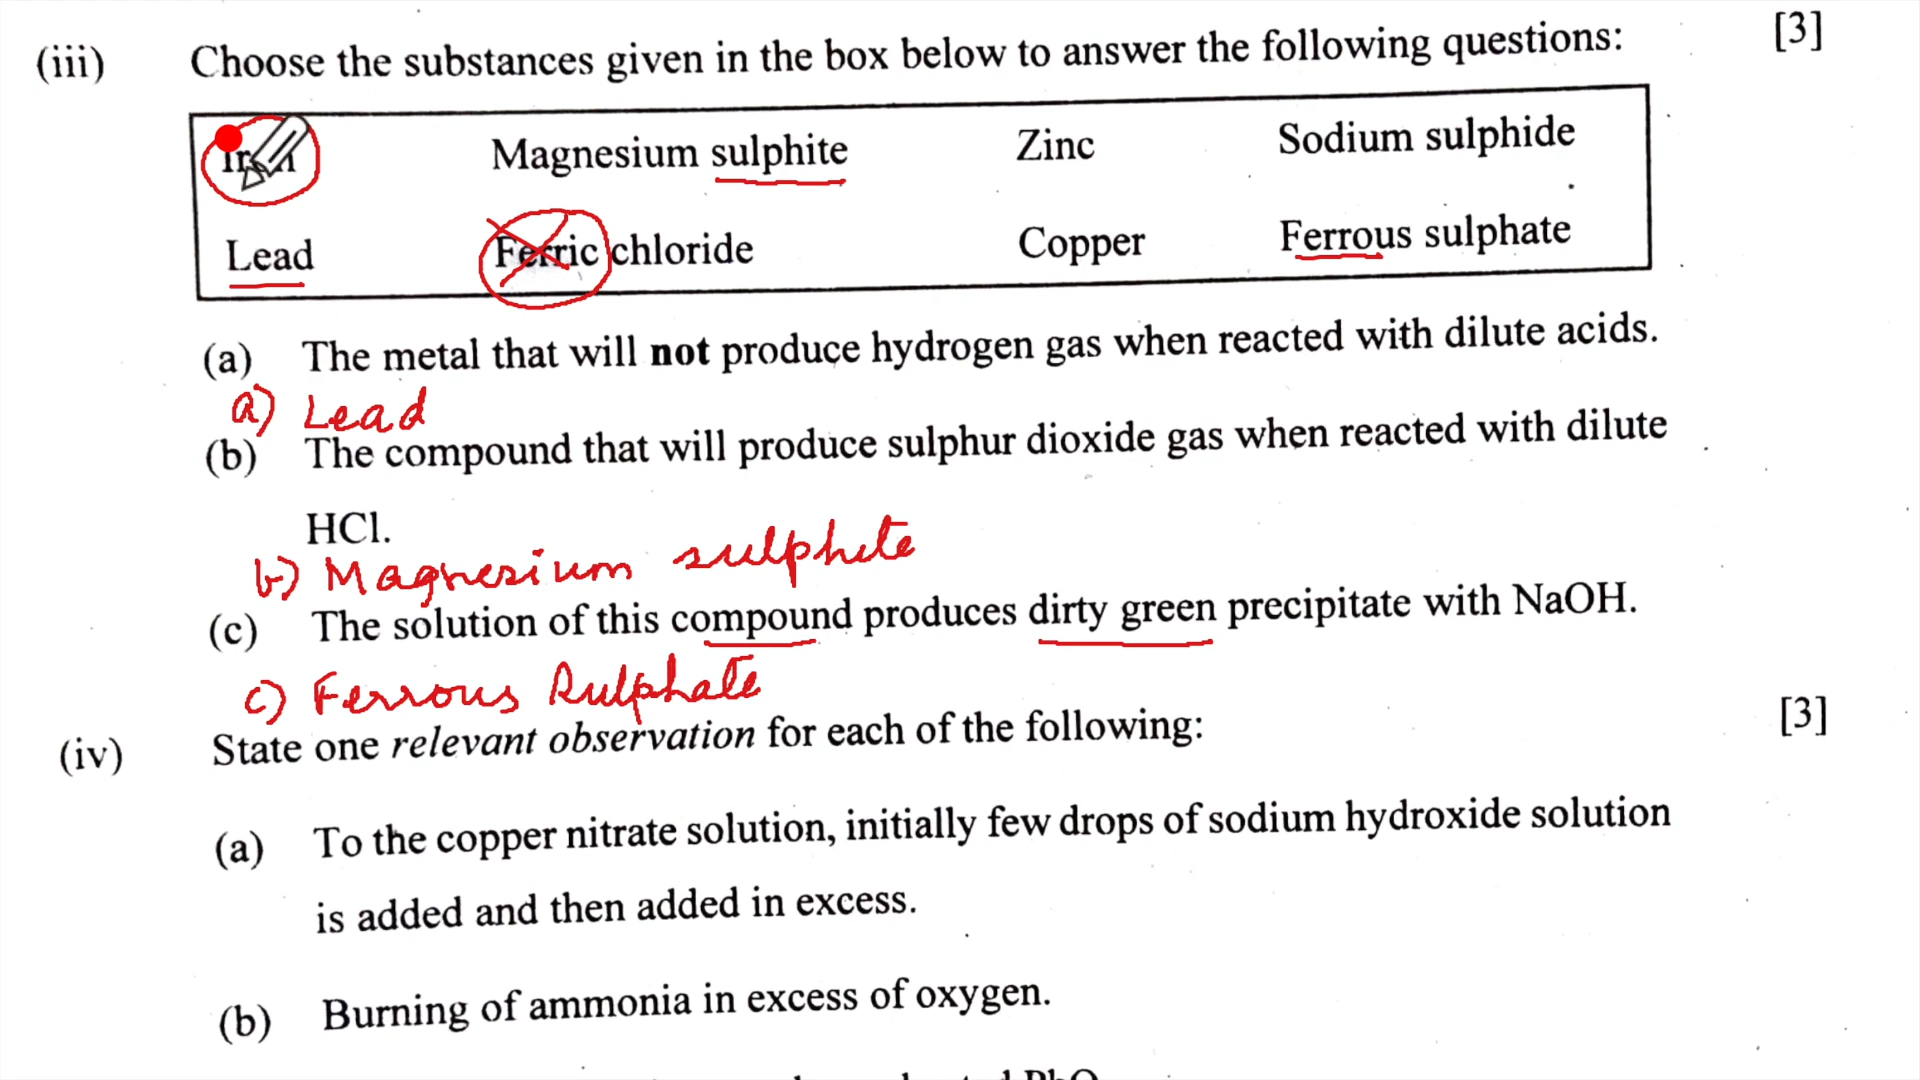 (iii) Choose the substances given in the box below to answer the following questions: [3]
Iron Magnesium sulphite Zinc Sodium sulphide
Lead Ferric chloride Copper Ferrous sulphate
(a) The metal that will not produce hydrogen gas when reacted with dilute acids.
a) Lead
(b) The compound that will produce sulphur dioxide gas when reacted with dilute
HCl.
b) Magnesium sulphite
(c) The solution of this compound produces dirty green precipitate with NaOH.
c) Ferrous Sulphate
(iv) State one relevant observation for each of the following: [3]
(a) To the copper nitrate solution, initially few drops of sodium hydroxide solution
is added and then added in excess.
(b) Burning of ammonia in excess of oxygen.
PbO